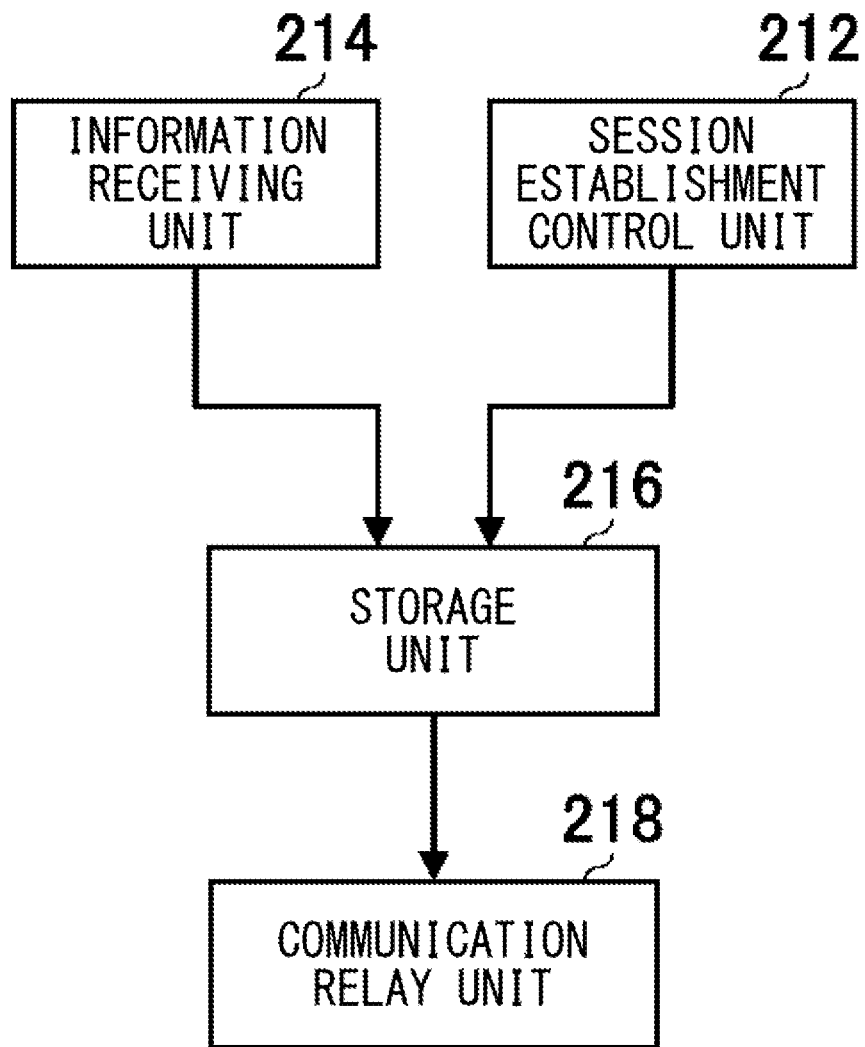 214
INFORMATION
RECEIVING
UNIT
212
SESSION
ESTABLISHMENT
CONTROL UNIT
216
STORAGE
UNIT
218
COMMUNICATION
RELAY UNIT